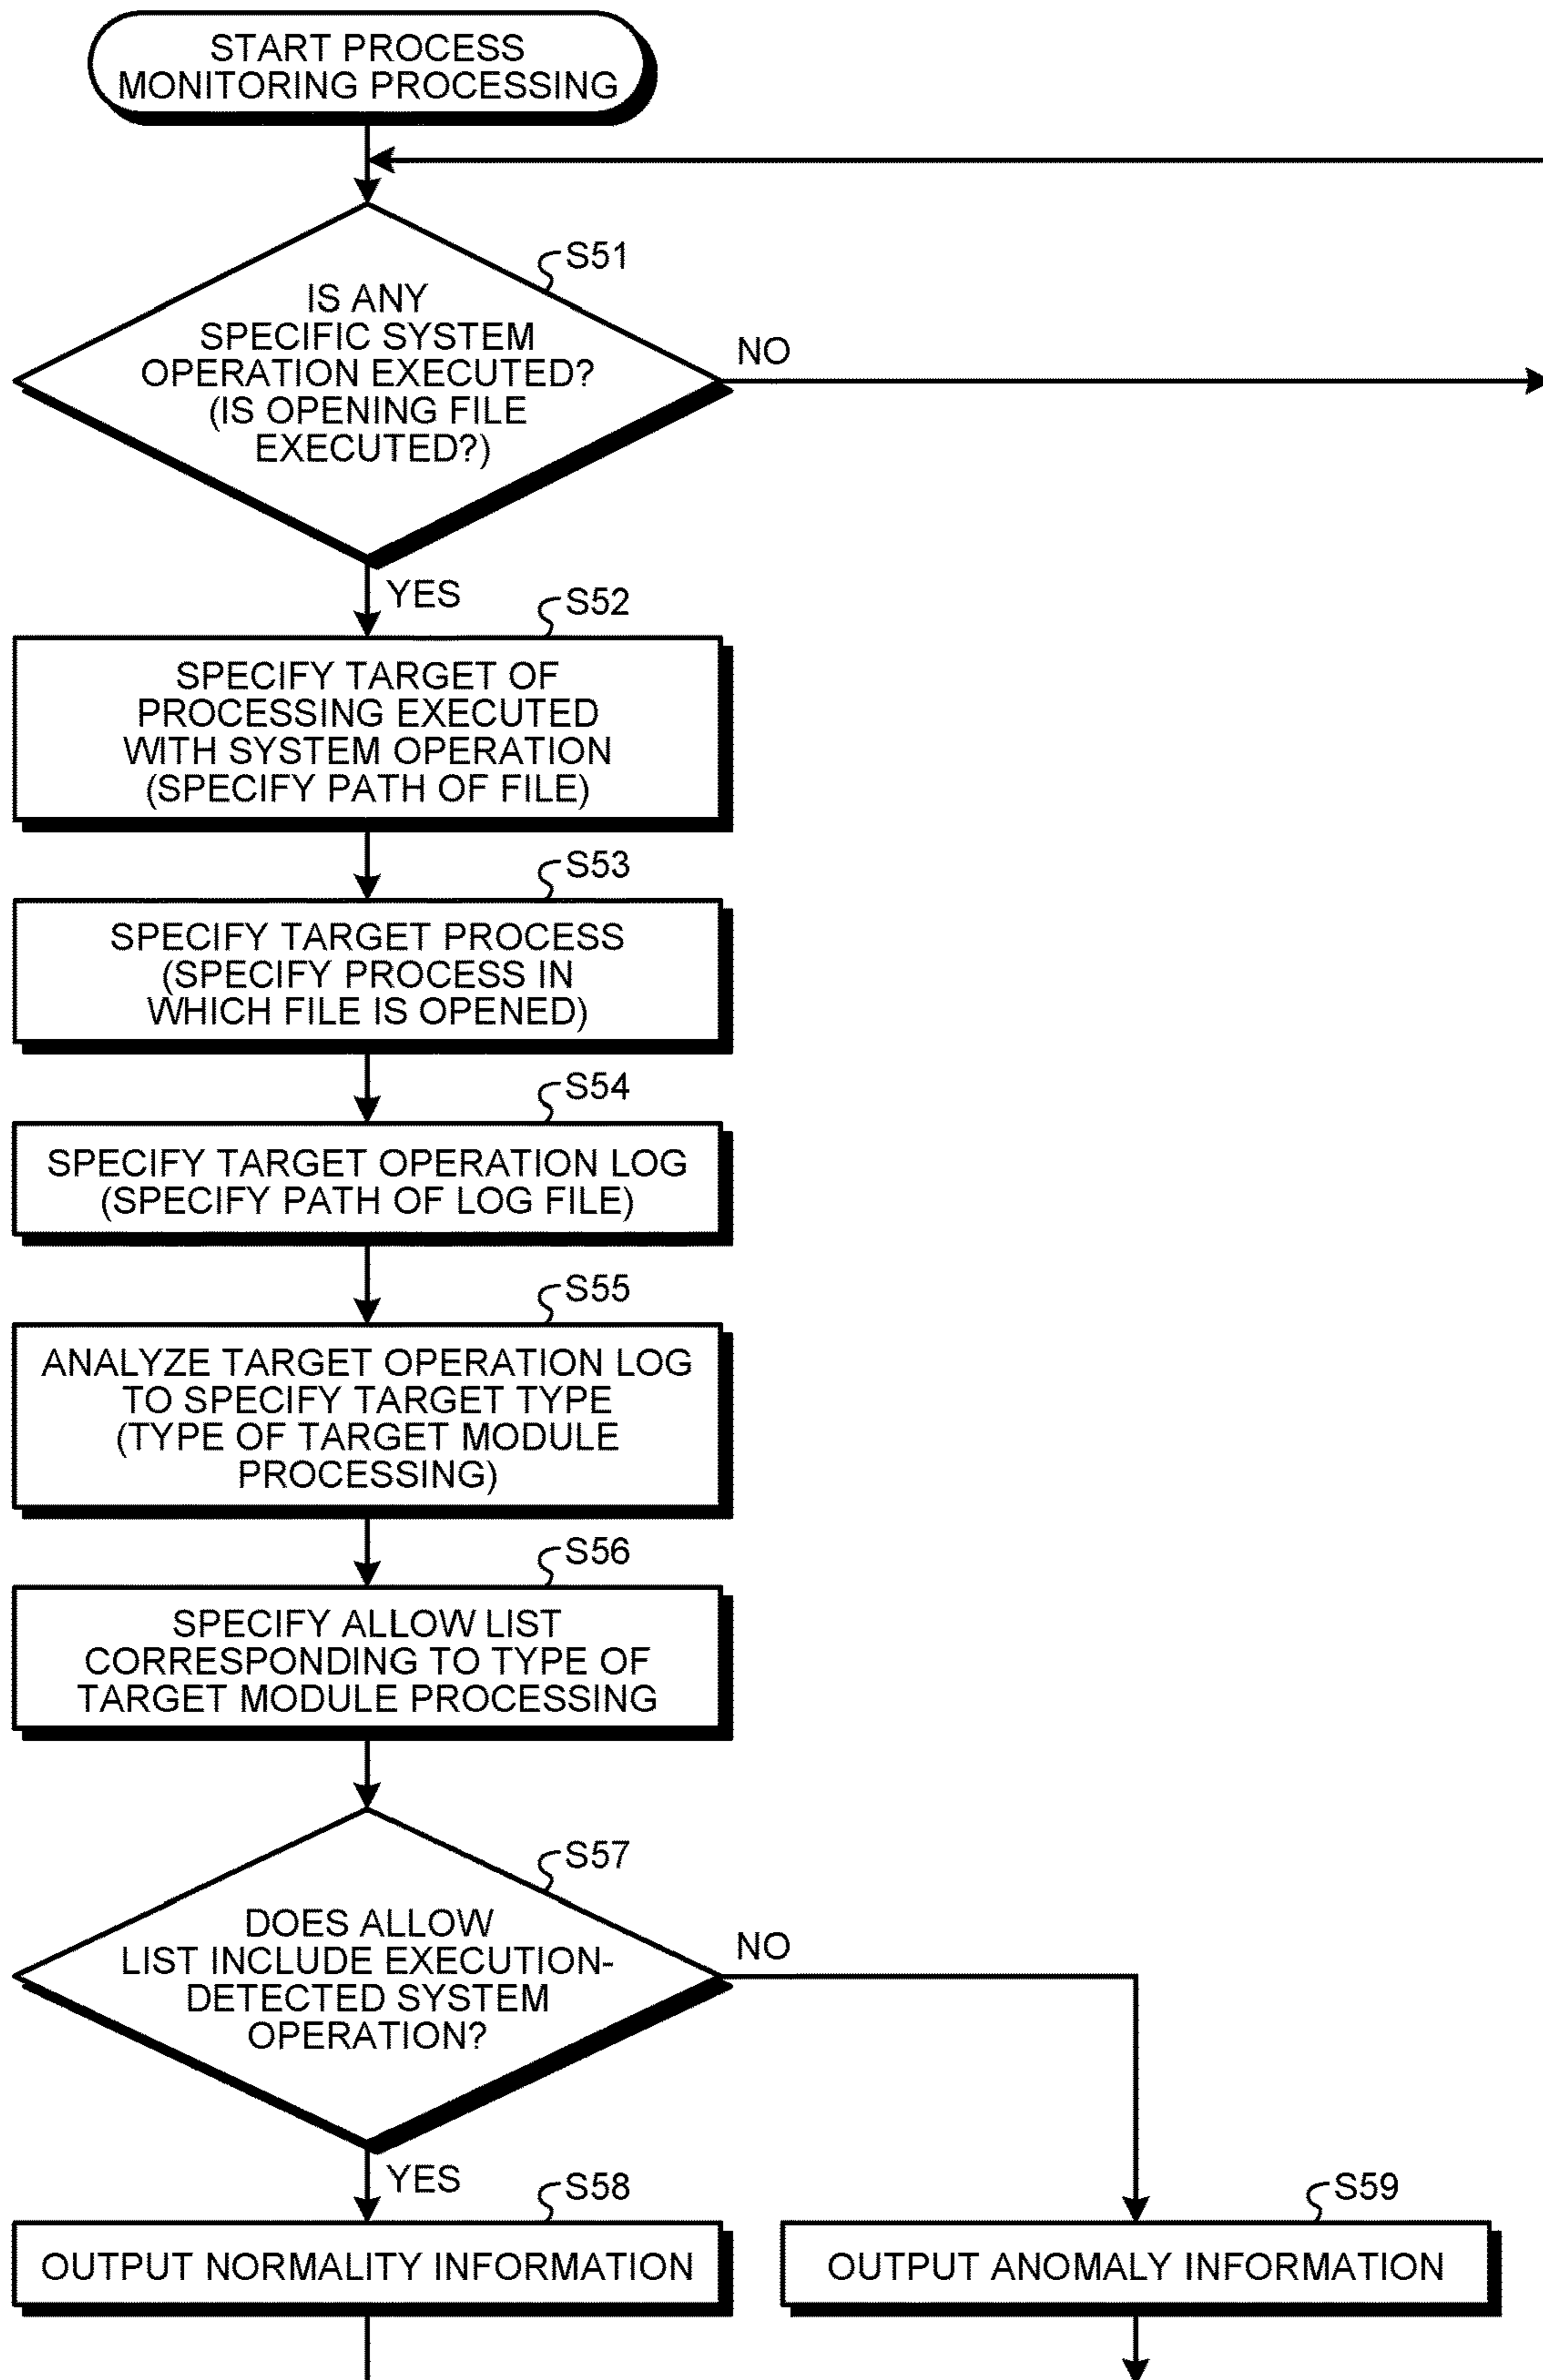 START PROCESS
MONITORING PROCESSING
S51
IS ANY
SPECIFIC SYSTEM
OPERATION EXECUTED?
(IS OPENING FILE
EXECUTED?)
NO
YES
S52
SPECIFY TARGET OF
PROCESSING EXECUTED
WITH SYSTEM OPERATION
(SPECIFY PATH OF FILE)
S53
SPECIFY TARGET PROCESS
(SPECIFY PROCESS IN
WHICH FILE IS OPENED)
S54
SPECIFY TARGET OPERATION LOG
(SPECIFY PATH OF LOG FILE)
S55
ANALYZE TARGET OPERATION LOG
TO SPECIFY TARGET TYPE
(TYPE OF TARGET MODULE
PROCESSING)
S56
SPECIFY ALLOW LIST
CORRESPONDING TO TYPE OF
TARGET MODULE PROCESSING
S57
DOES ALLOW
LIST INCLUDE EXECUTION-
DETECTED SYSTEM
OPERATION?
NO
YES
S58
OUTPUT NORMALITY INFORMATION
S59
OUTPUT ANOMALY INFORMATION